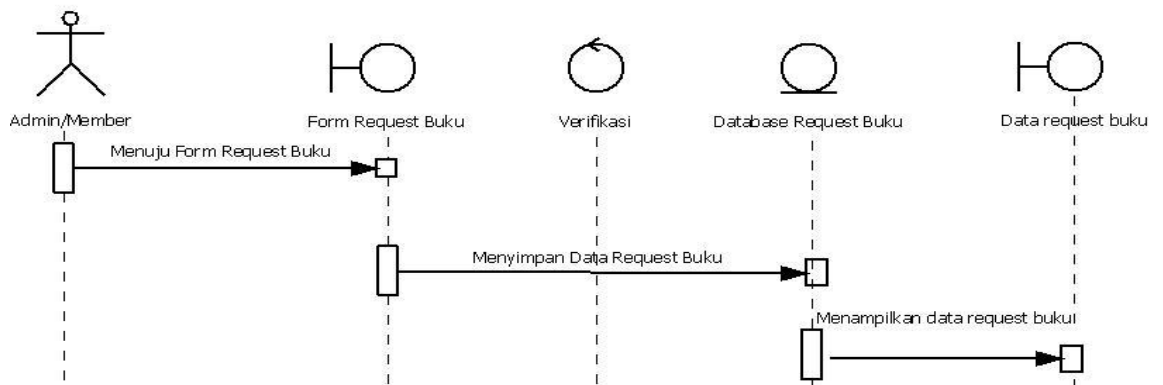 Admin/Member
Form Request Buku
Verifikasi
Database Request Buku
Data request buku
Menuju Form Request Buku
Menyimpan Data Request Buku
Menampilkan data request buku